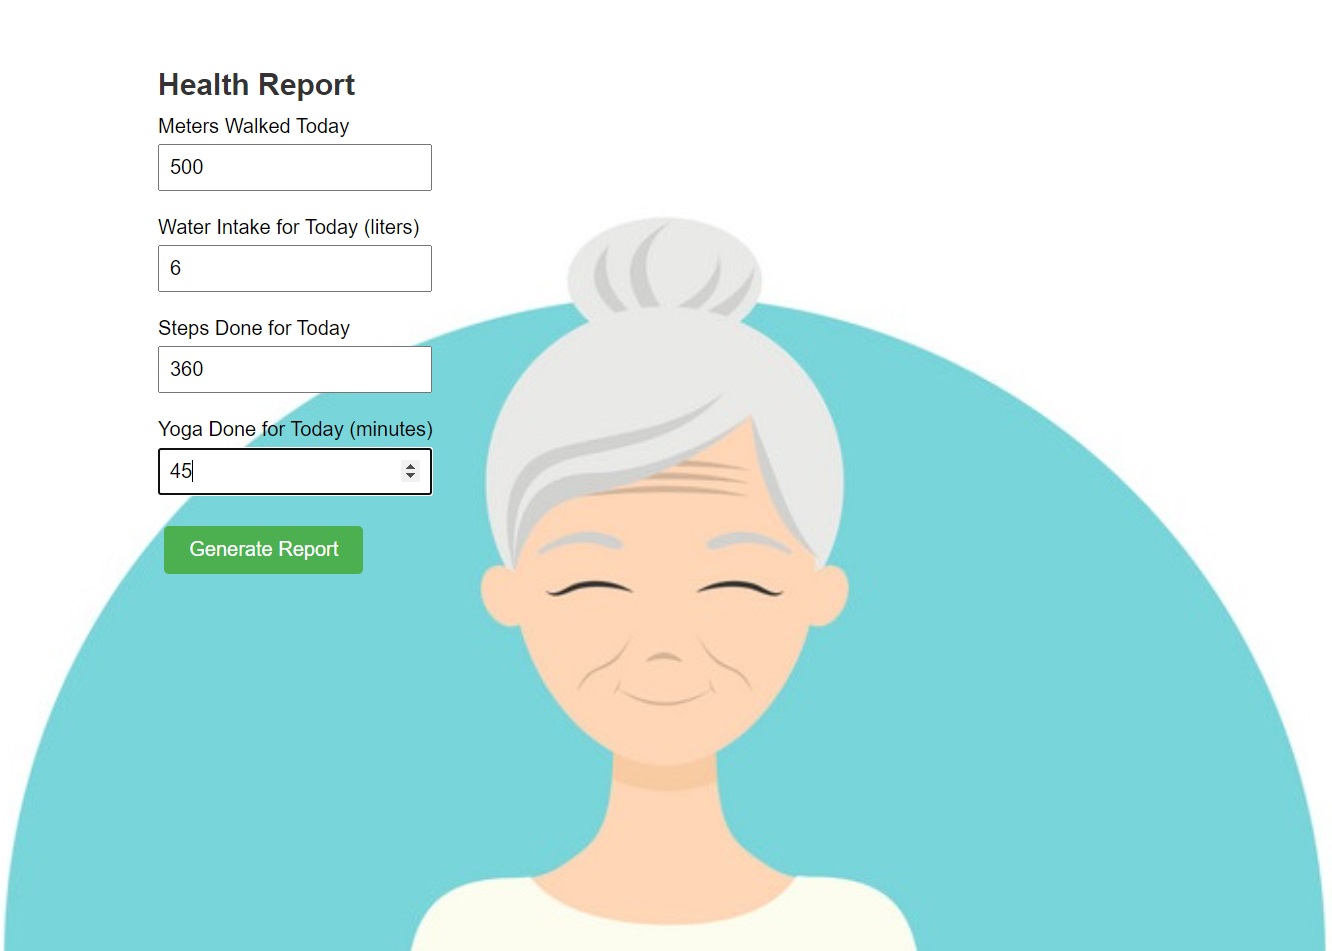 Health Report
Meters Walked Today
500
Water Intake for Today (liters)
6
Steps Done for Today
360
Yoga Done for Today (minutes)
45
Generate Report